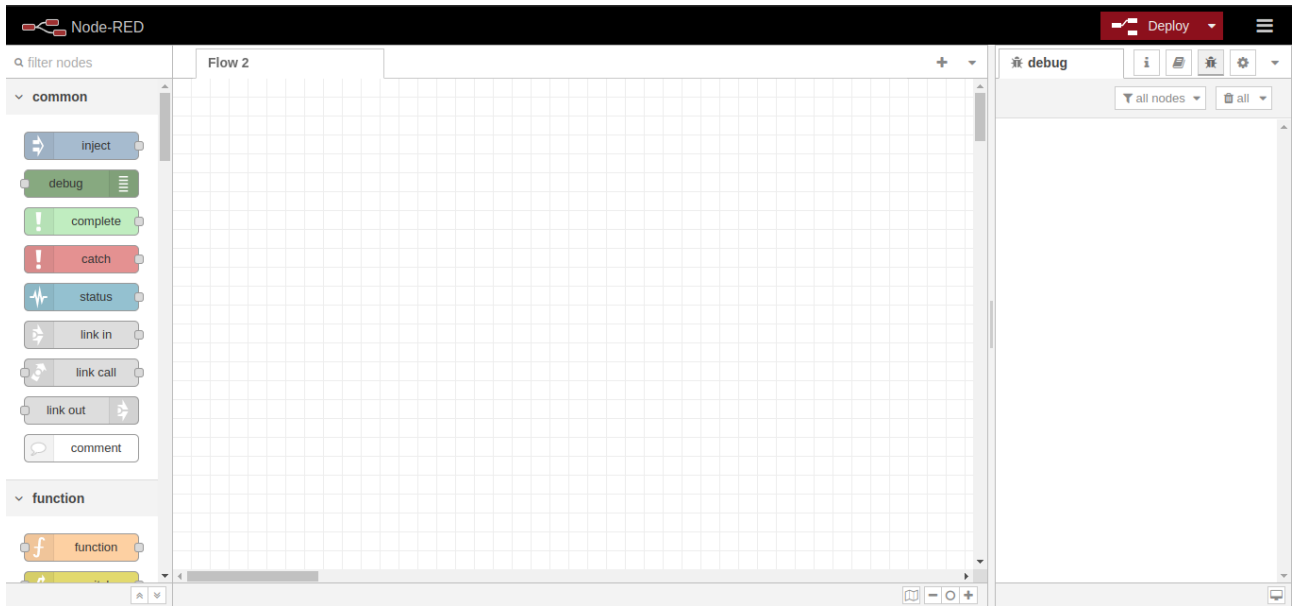 Node-RED
Deploy
filter nodes
Flow 2
debug
i
common
all nodes
all
inject
debug
complete
catch
status
link in
link call
link out
comment
function
function